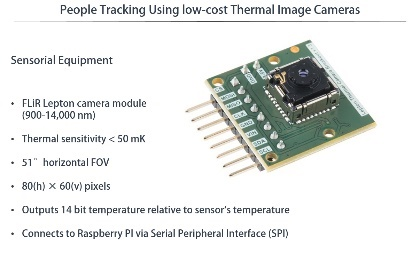 People Tracking Using low-cost Thermal Image Cameras
Sensorial Equipment
• FLiR Lepton camera module
(900-14,000 nm)
• Thermal sensitivity < 50 mK
• 51¨ horizontal FOV
• 80(h) × 60(v) pixels
• Outputs 14 bit temperature relative to sensor's temperature
• Connects to Raspberry PI via Serial Peripheral Interface (SPI)